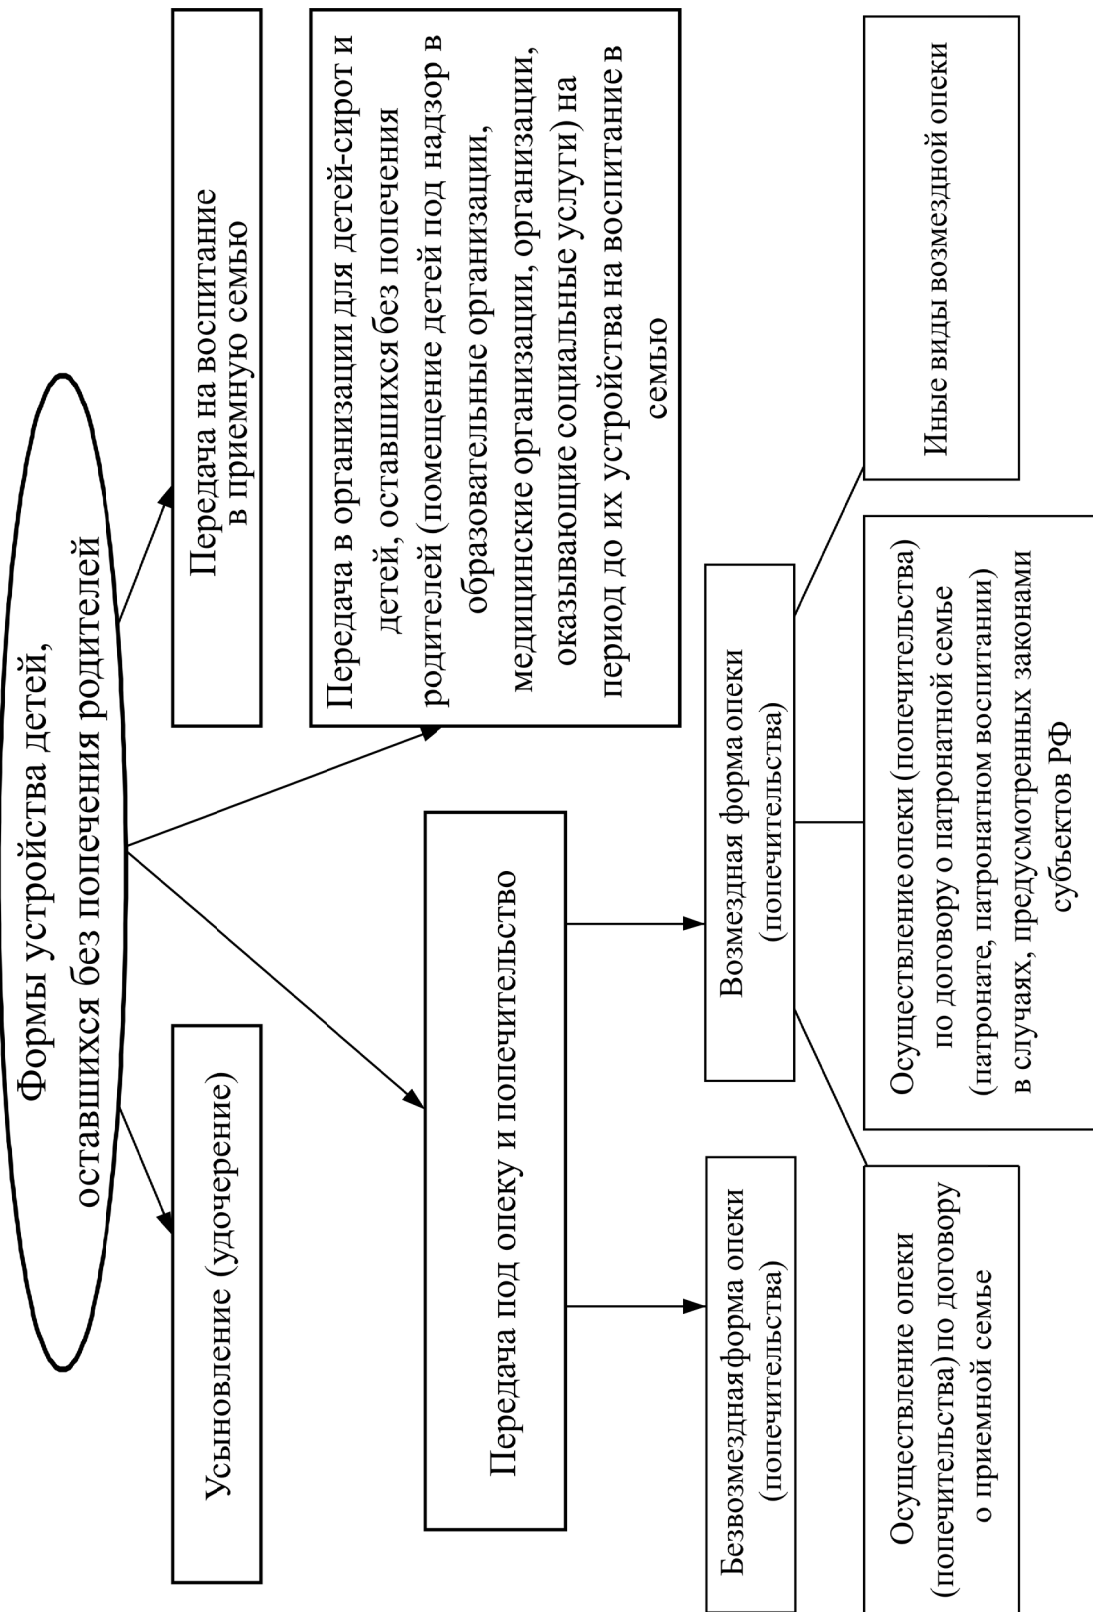 Формы устройства детей,
оставшихся без попечения родителей
Усыновление (удочерение)
Передача на воспитание
в приемную семью
Передача под опеку и попечительство
Передача в организации для детей-сирот и
детей, оставшихся без попечения
родителей (помещение детей под надзор в
образовательные организации,
медицинские организации, организации,
оказывающие социальные услуги) на
период до их устройства на воспитание в
семью
Безвозмездная форма опеки
(попечительства)
Возмездная форма опеки
(попечительства)
Осуществление опеки
(попечительства) по договору
о приемной семье
Осуществление опеки (попечительства)
по договору о патронатной семье
(патронате, патронатном воспитании)
в случаях, предусмотренных законами
субъектов РФ
Иные виды возмездной опеки